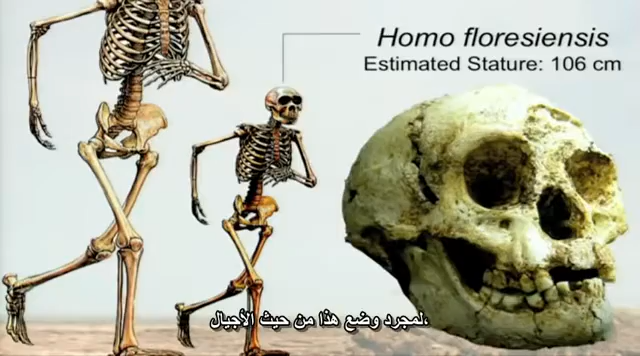 Homo floresiensis
Estimated Stature: 106 cm
لمجرد وضع هذا من حيث الأجيال،